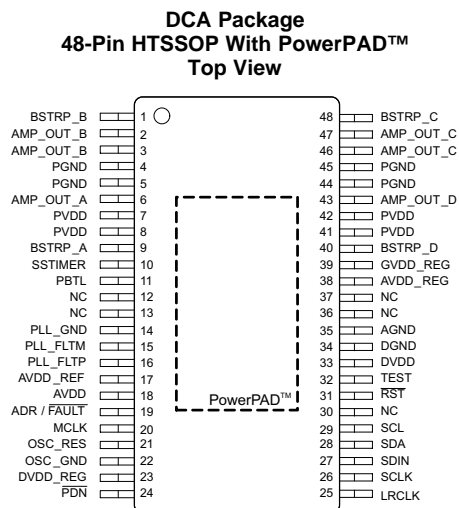 DCA Package
48-Pin HTSSOP With PowerPAD™
Top View
BSTRP_B 1 48 BSTRP_C
AMP_OUT_B 2 47 AMP_OUT_C
AMP_OUT_B 3 46 AMP_OUT_C
PGND 4 45 PGND
PGND 5 44 PGND
AMP_OUT_A 6 43 AMP_OUT_D
PVDD 7 42 PVDD
PVDD 8 41 PVDD
BSTRP_A 9 40 BSTRP_D
SSTIMER 10 39 GVDD_REG
PBTL 11 38 AVDD_REG
NC 12 37 NC
NC 13 36 NC
PLL_GND 14 35 AGND
PLL_FLTM 15 34 DGND
PLL_FLTP 16 33 DVDD
AVDD_REF 17 32 TEST
AVDD 18 PowerPAD™ 31 RST
ADR / FAULT 19 30 NC
MCLK 20 29 SCL
OSC_RES 21 28 SDA
OSC_GND 22 27 SDIN
DVDD_REG 23 26 SCLK
PDN 24 25 LRCLK